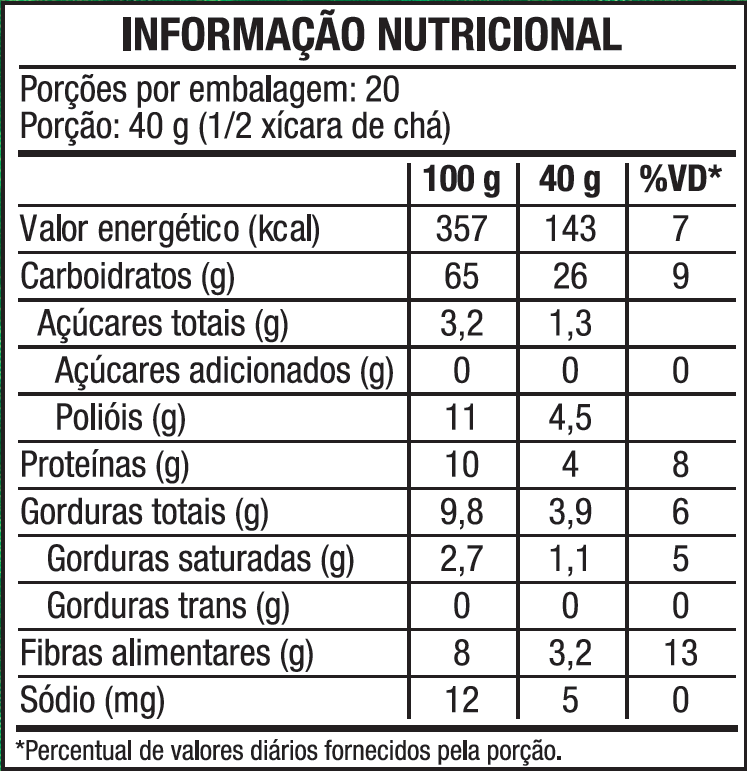 INFORMAÇÃO NUTRICIONAL
Porções por embalagem: 20
Porção: 40 g (1/2 xícara de chá)
100 g 40 g %VD*
Valor energético (kcal) 357 143 7
Carboidratos (g) 65 26 9
Açúcares totais (g) 3,2 1,3
Açúcares adicionados (g) 0 0 0
Polióis (g) 11 4,5
Proteínas (g) 10 4 8
Gorduras totais (g) 9,8 3,9 6
Gorduras saturadas (g) 2,7 1,1 5
Gorduras trans (g) 0 0 0
Fibras alimentares (g) 8 3,2 13
Sódio (mg) 12 5 0
*Percentual de valores diários fornecidos pela porção.